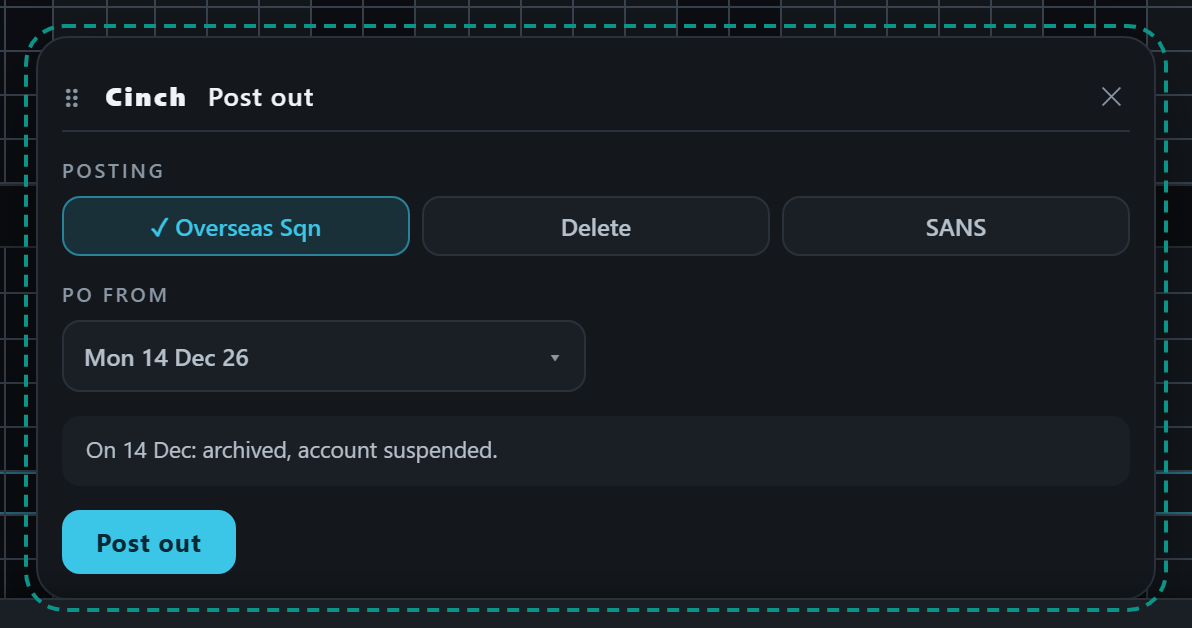 Cinch Post out
POSTING
✓ Overseas Sqn
Delete
SANS
PO FROM
Mon 14 Dec 26
On 14 Dec: archived, account suspended.
Post out